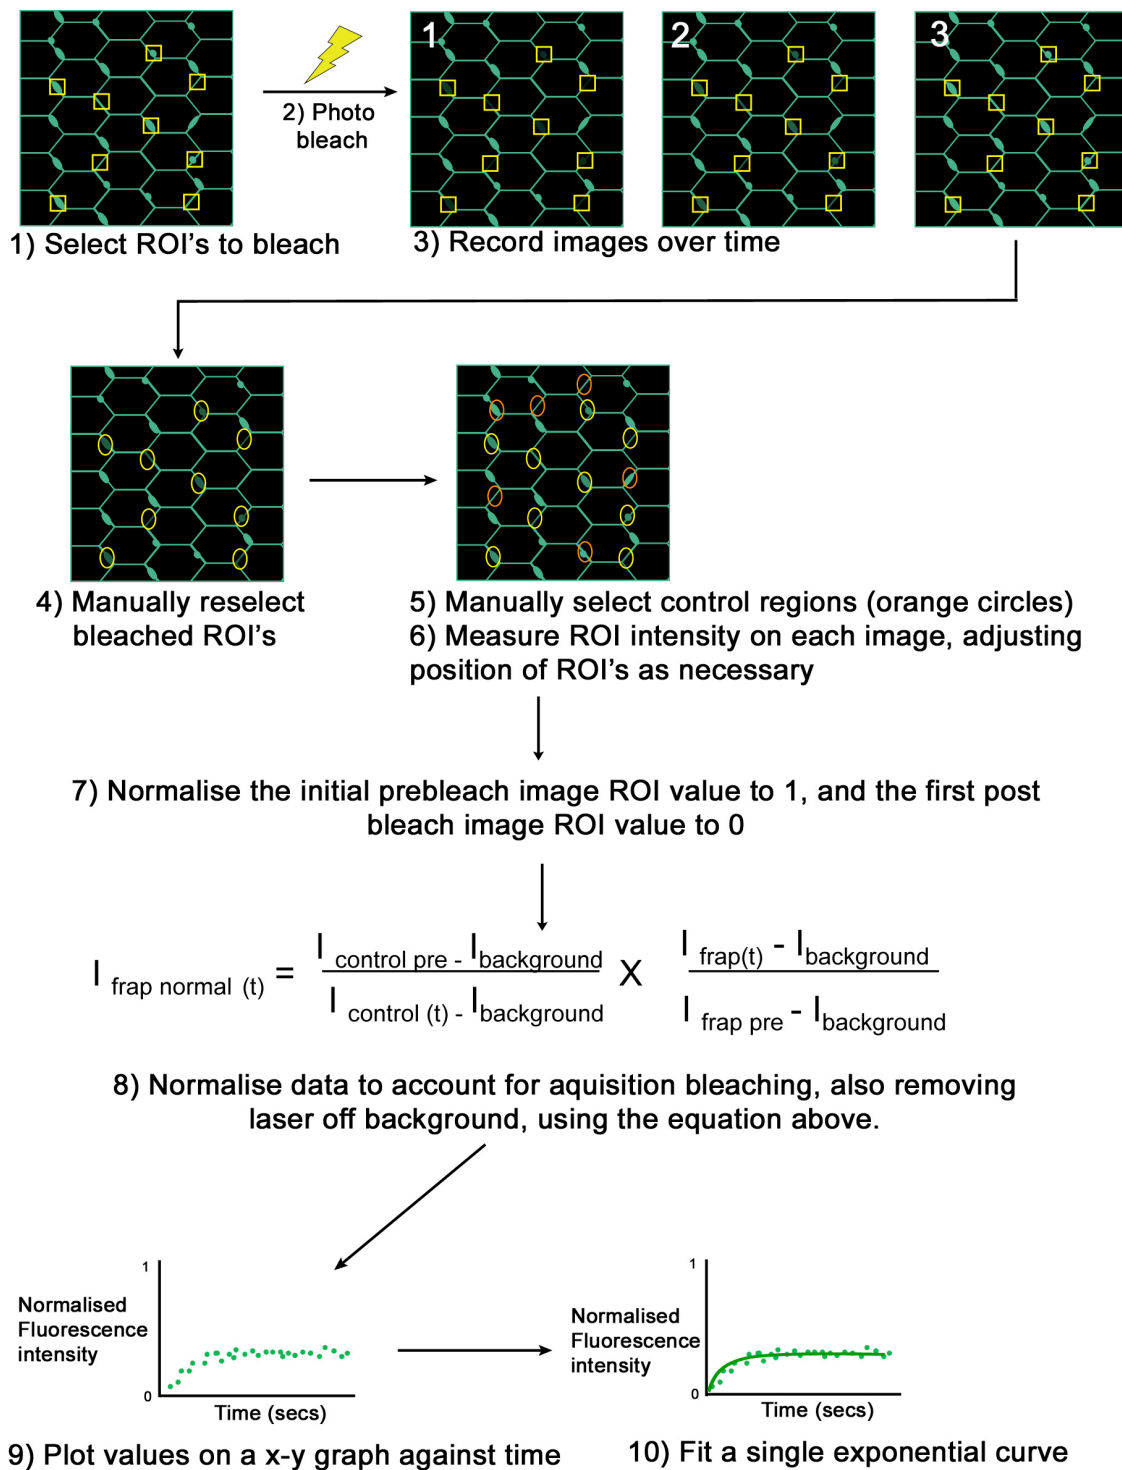 1
2
3
2) Photo
bleach
1) Select ROI's to bleach
3) Record images over time
4) Manually reselect
bleached ROI's
5) Manually select control regions (orange circles)
6) Measure ROI intensity on each image, adjusting
position of ROI's as necessary
7) Normalise the initial prebleach image ROI value to 1, and the first post
bleach image ROI value to 0
I frap normal (t) = I control pre - I background / I control (t) - I background X I frap(t) - I background / I frap pre - I background
8) Normalise data to account for aquisition bleaching, also removing
laser off background, using the equation above.
1
Normalised
Fluorescence
intensity
0
Time (secs)
9) Plot values on a x-y graph against time
1
Normalised
Fluorescence
intensity
0
Time (secs)
10) Fit a single exponential curve